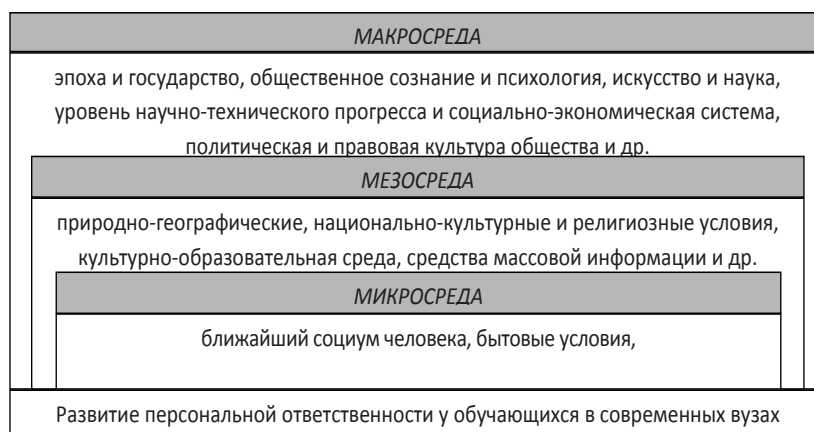 МАКРОСРЕДА
эпоха и государство, общественное сознание и психология, искусство и наука,
уровень научно-технического прогресса и социально-экономическая система,
политическая и правовая культура общества и др.
МЕЗОСРЕДА
природно-географические, национально-культурные и религиозные условия,
культурно-образовательная среда, средства массовой информации и др.
МИКРОСРЕДА
ближайший социум человека, бытовые условия,
Развитие персональной ответственности у обучающихся в современных вузах